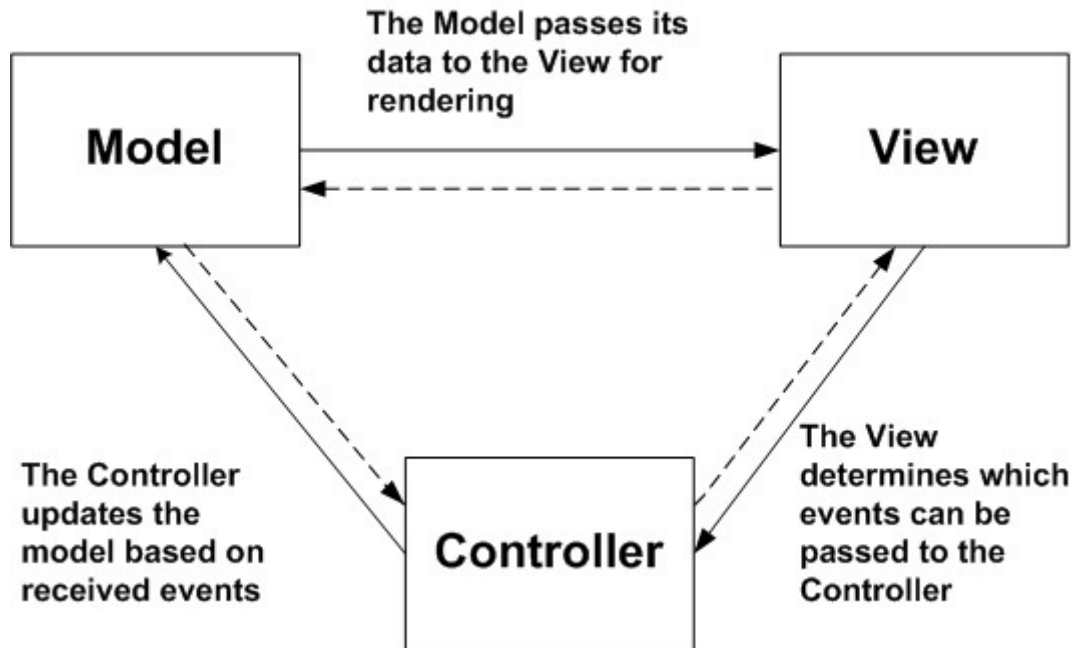 The Model passes its
data to the View for
rendering
Model
View
The Controller
updates the
model based on
received events
Controller
The View
determines which
events can be
passed to the
Controller